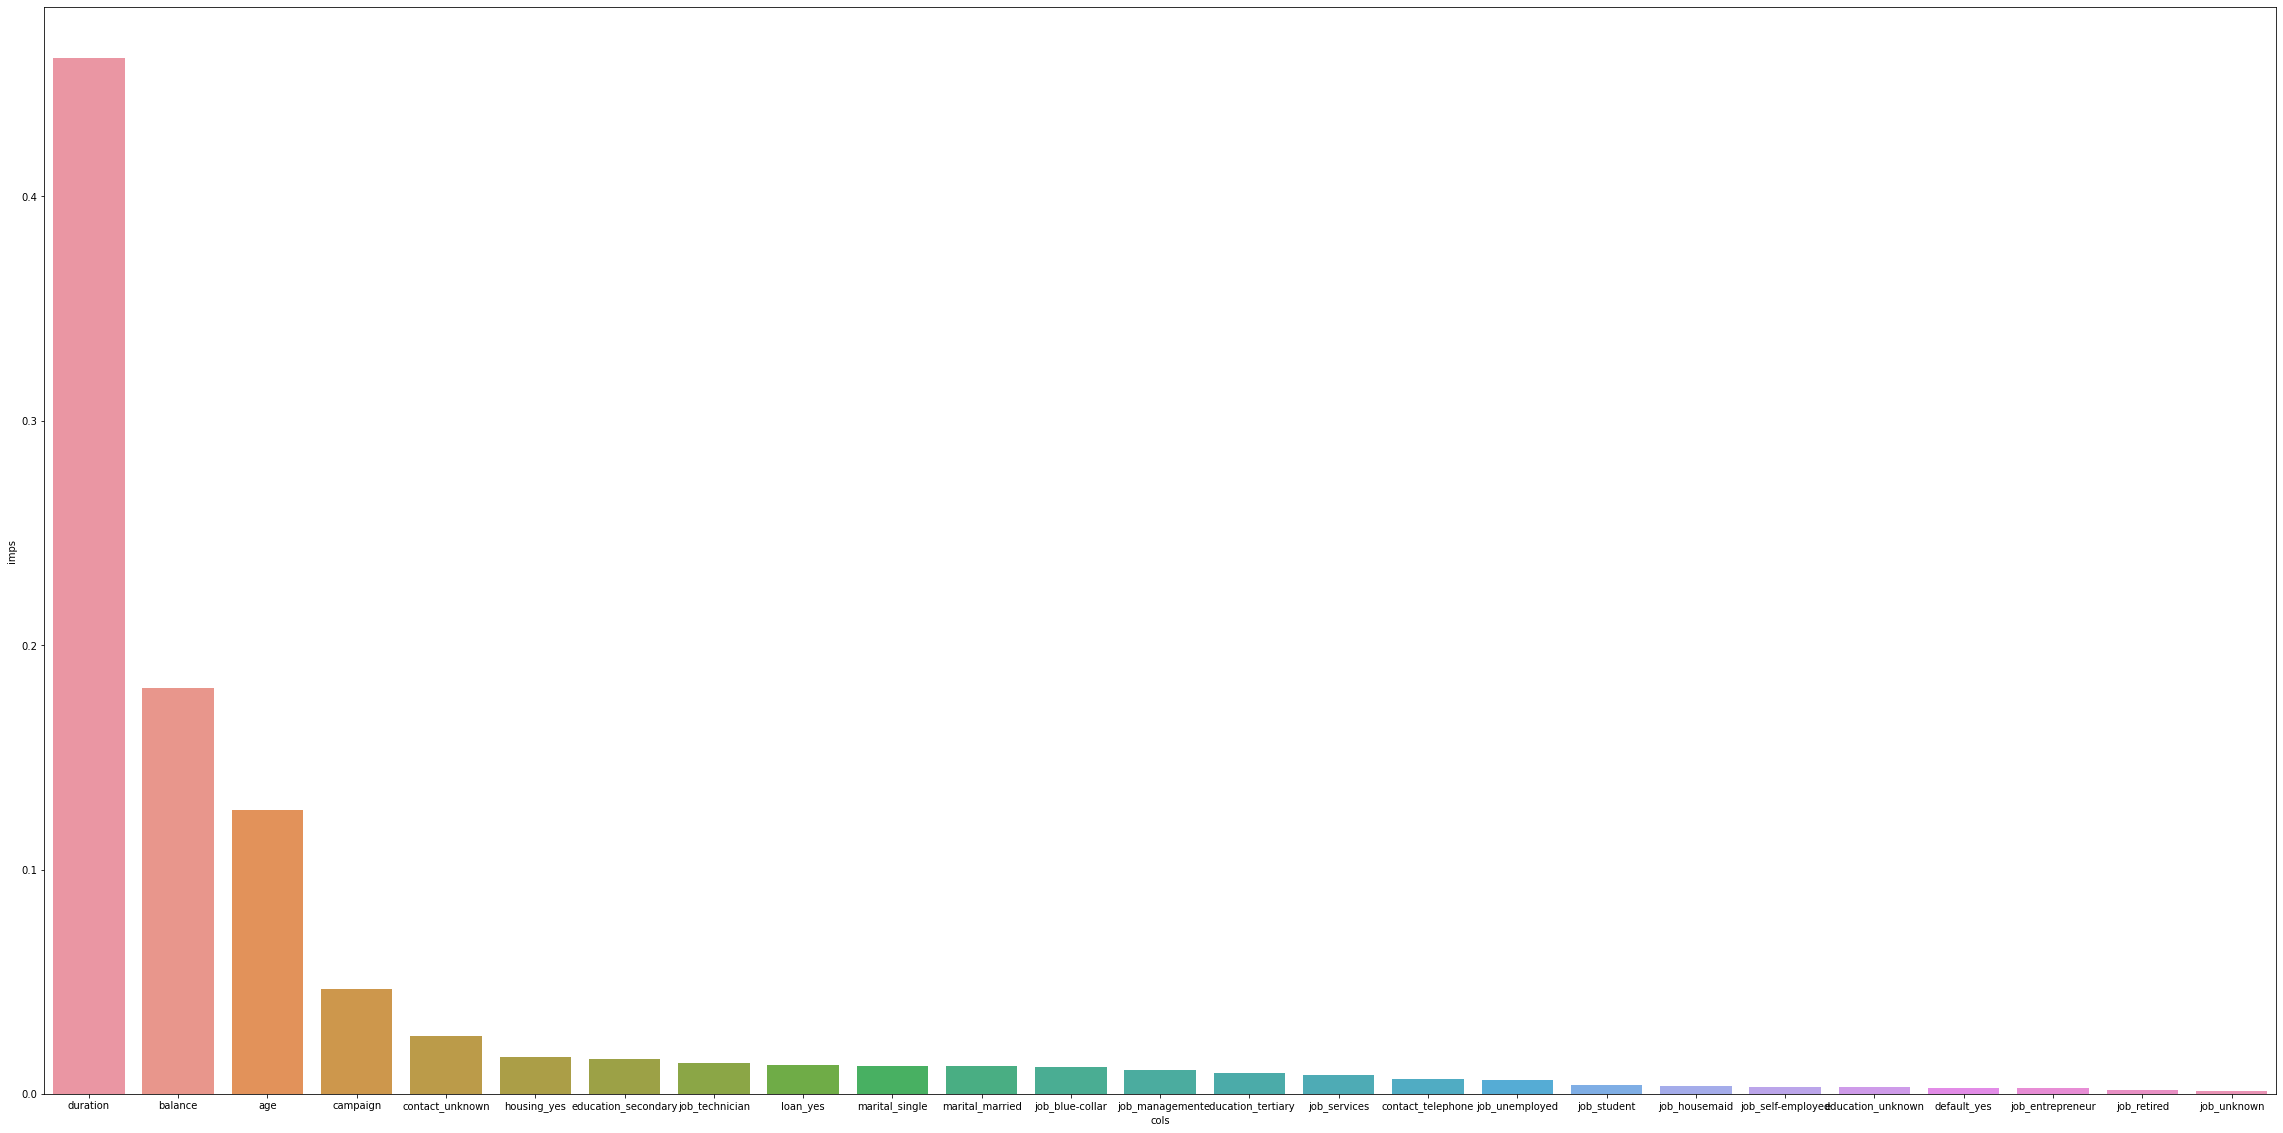 imps
0.4
0.3
0.2
0.1
0.0
duration balance age campaign contact_unknown housing_yes education_secondary job_technician loan_yes marital_single marital_married job_blue-collar job_management education_tertiary job_services contact_telephone job_unemployed job_student job_housemaid job_self-employed education_unknown default_yes job_entrepreneur job_retired job_unknown
cols